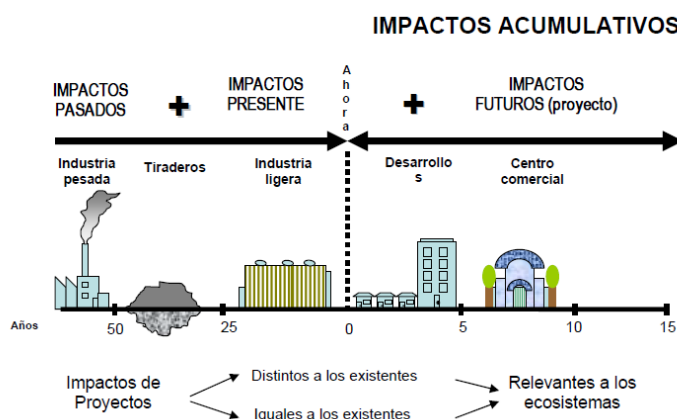 IMPACTOS ACUMULATIVOS
IMPACTOS PASADOS
+
IMPACTOS PRESENTE
Ahora
+
IMPACTOS FUTUROS (proyecto)
Industria pesada
Tiraderos
Industria ligera
Desarrollo s
Centro comercial
Años
50
25
0
5
10
15
Impactos de Proyectos
Distintos a los existentes
Iguales a los existentes
Relevantes a los ecosistemas